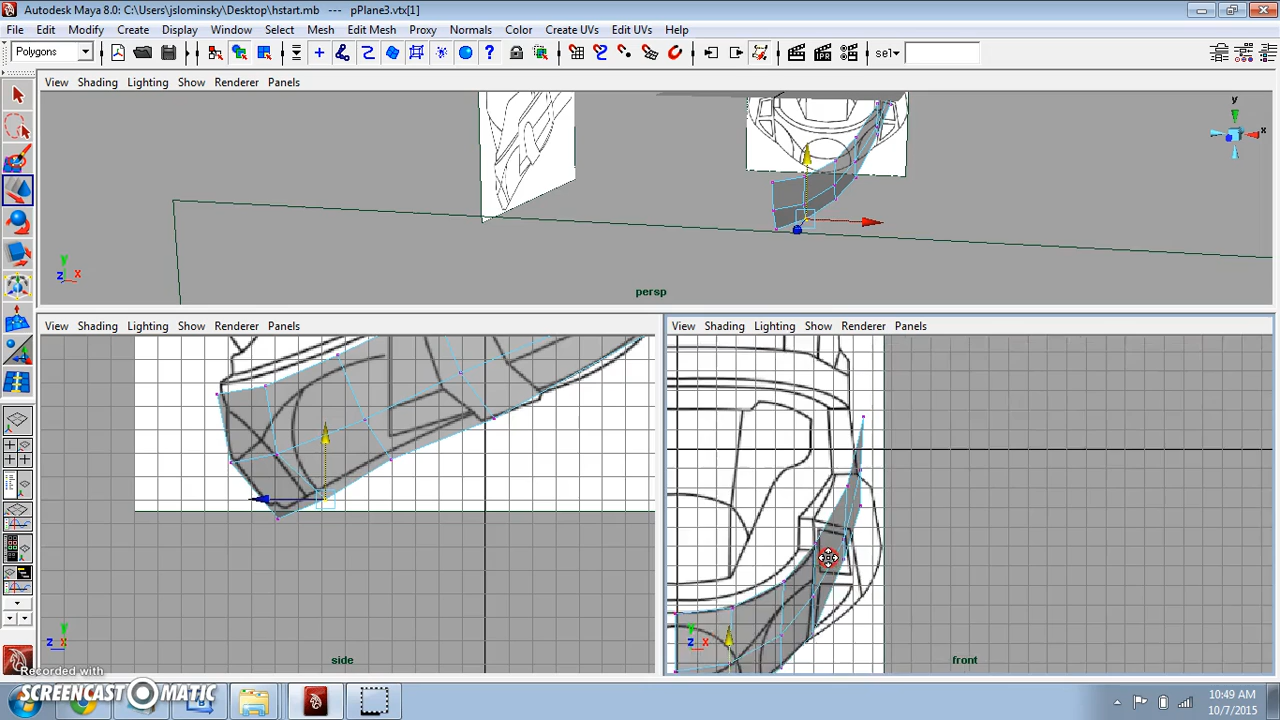 Autodesk Maya 8.0: C:\Users\jslominsky\Desktop\hstart.mb --- pPlane3.vtx[1]
File Edit Modify Create Display Window Select Mesh Edit Mesh Proxy Normals Color Create UVs Edit UVs Help
Polygons sel
View Shading Lighting Show Renderer Panels
y
x
y
z x
persp
View Shading Lighting Show Renderer Panels
View Shading Lighting Show Renderer Panels
y
z x
side
y
z x
front
Recorded with
SCREENCAST MATIC
10:49 AM
10/7/2015